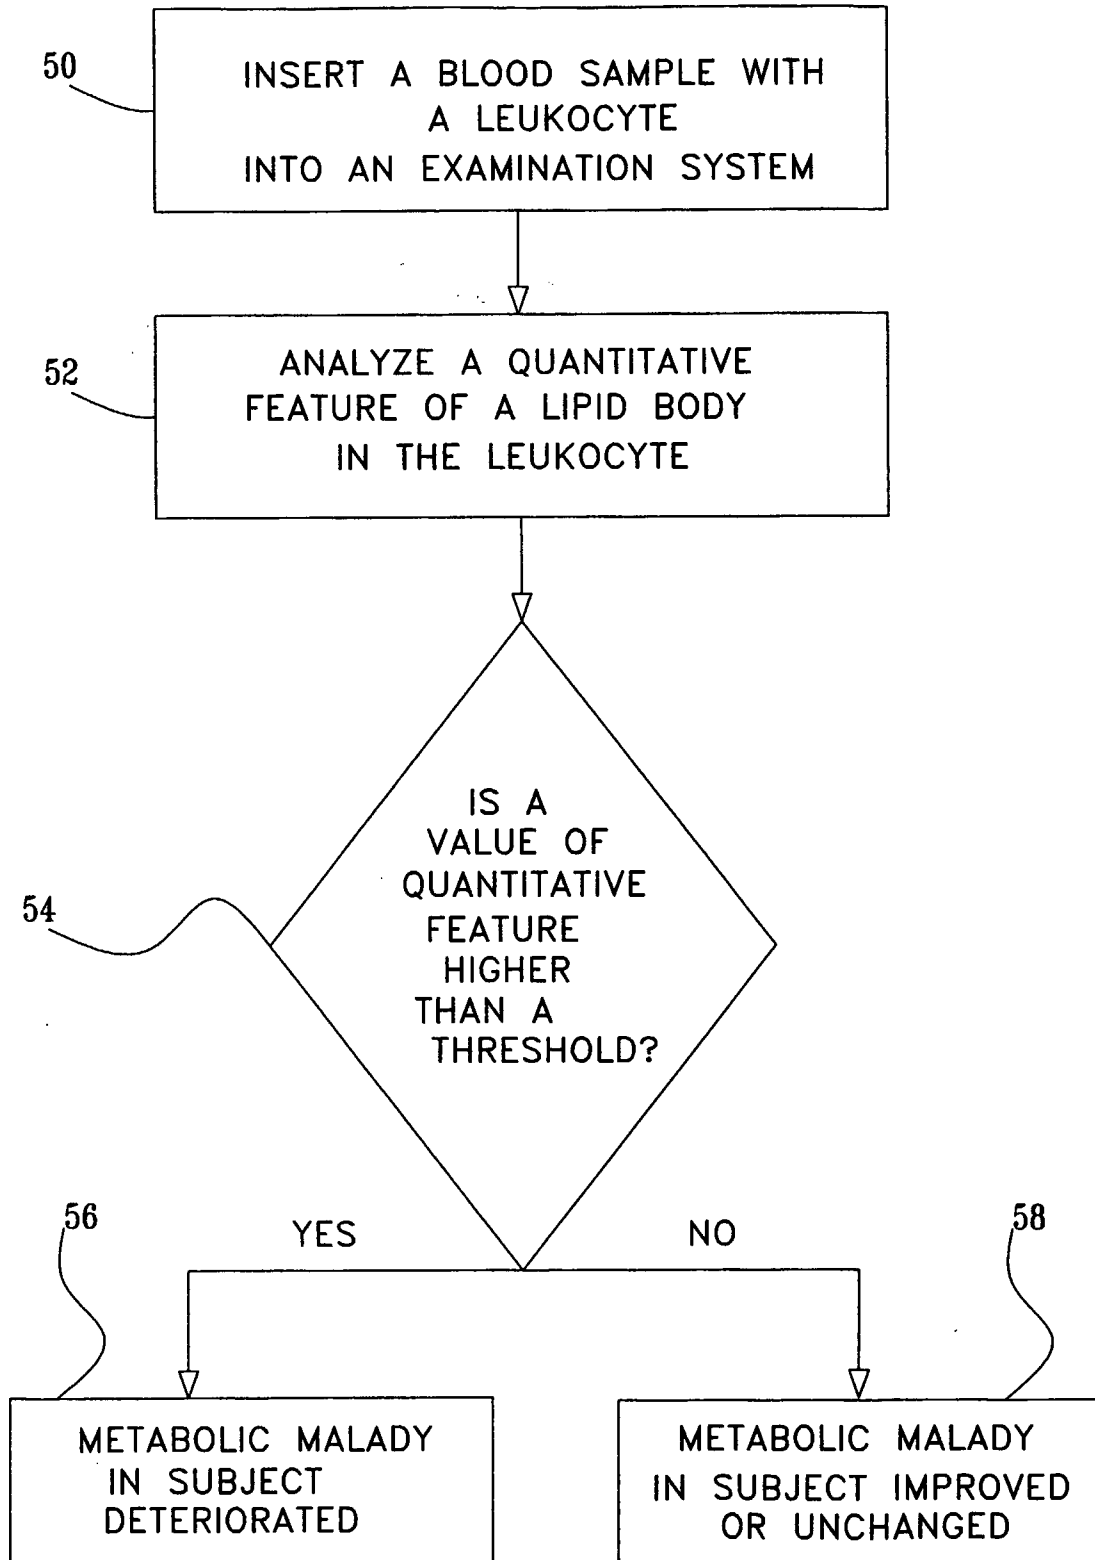 50
INSERT A BLOOD SAMPLE WITH
A LEUKOCYTE
INTO AN EXAMINATION SYSTEM
52
ANALYZE A QUANTITATIVE
FEATURE OF A LIPID BODY
IN THE LEUKOCYTE
54
IS A
VALUE OF
QUANTITATIVE
FEATURE
HIGHER
THAN A
THRESHOLD?
YES
NO
56
METABOLIC MALADY
IN SUBJECT
DETERIORATED
58
METABOLIC MALADY
IN SUBJECT IMPROVED
OR UNCHANGED